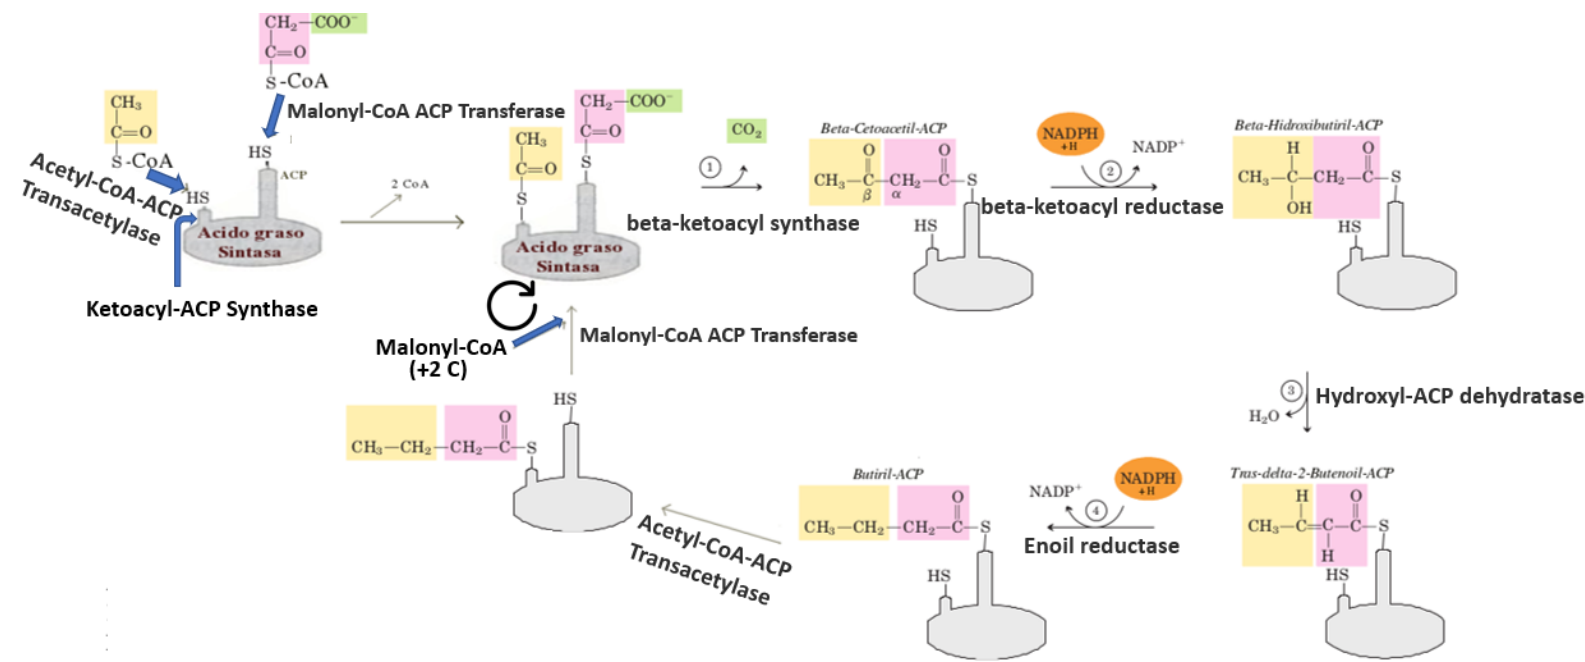 CH₂—COO⁻
C=O
S-CoA
Malonyl-CoA ACP Transferase
CH₃
C=O
S-CoA
Acetyl-CoA-ACP
Transacetylase
HS
HS
ACP
Acido graso
Sintasa
Ketoacyl-ACP Synthase
2 CoA
CH₂—COO⁻
C=O
S
CH₃
C=O
S
Acido graso
Sintasa
Malonyl-CoA
(+2 C)
Malonyl-CoA ACP Transferase
CO₂
1
beta-ketoacyl synthase
Beta-Cetoacetil-ACP
O O
CH₃—C—CH₂—C—S
β α
HS
NADPH
+H
NADP⁺
2
beta-ketoacyl reductase
Beta-Hidroxibutiril-ACP
H O
CH₃—C—CH₂—C—S
OH
HS
3
H₂O
Hydroxyl-ACP dehydratase
Tras-delta-2-Butenoil-ACP
H O
CH₃—C=C—C—S
H
HS
NADPH
+H
NADP⁺
4
Enoil reductase
Butiril-ACP
O
CH₃—CH₂—CH₂—C—S
HS
Acetyl-CoA-ACP
Transacetylase
HS
O
CH₃—CH₂—CH₂—C—S